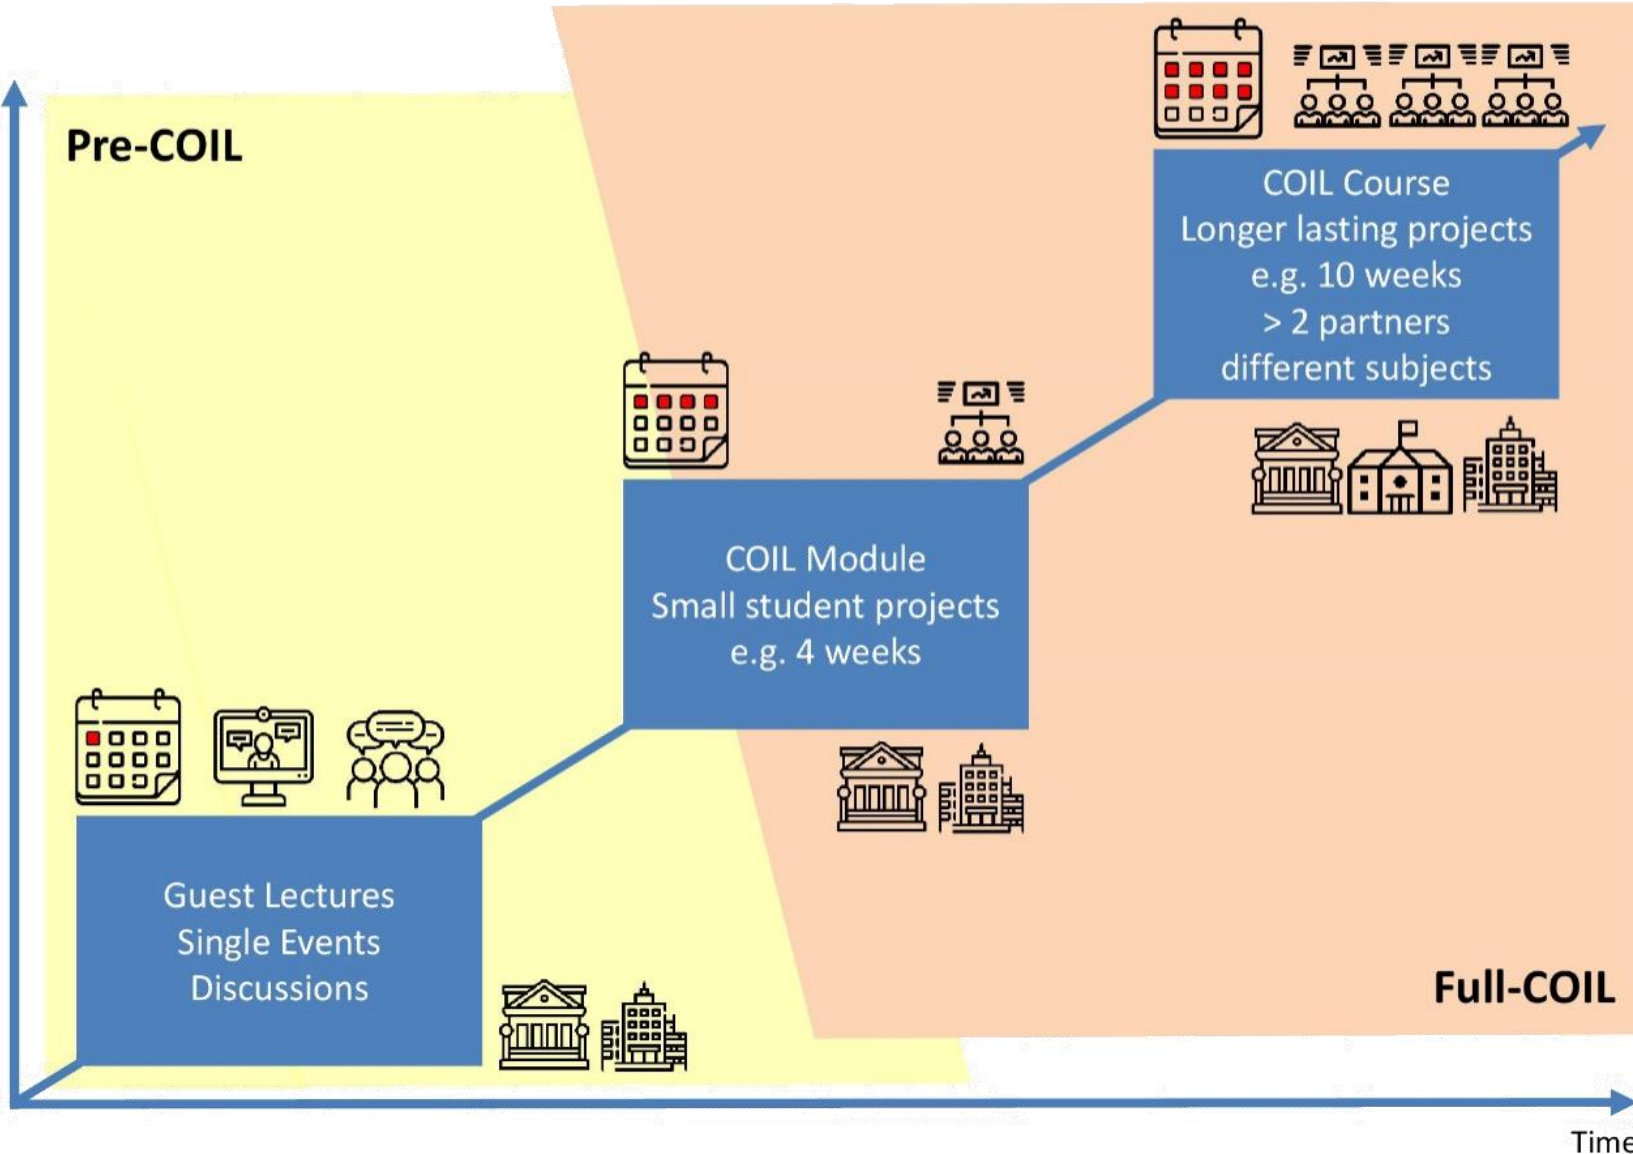 Pre-COIL
COIL Course
Longer lasting projects
e.g. 10 weeks
> 2 partners
different subjects
COIL Module
Small student projects
e.g. 4 weeks
Guest Lectures
Single Events
Discussions
Full-COIL
Time